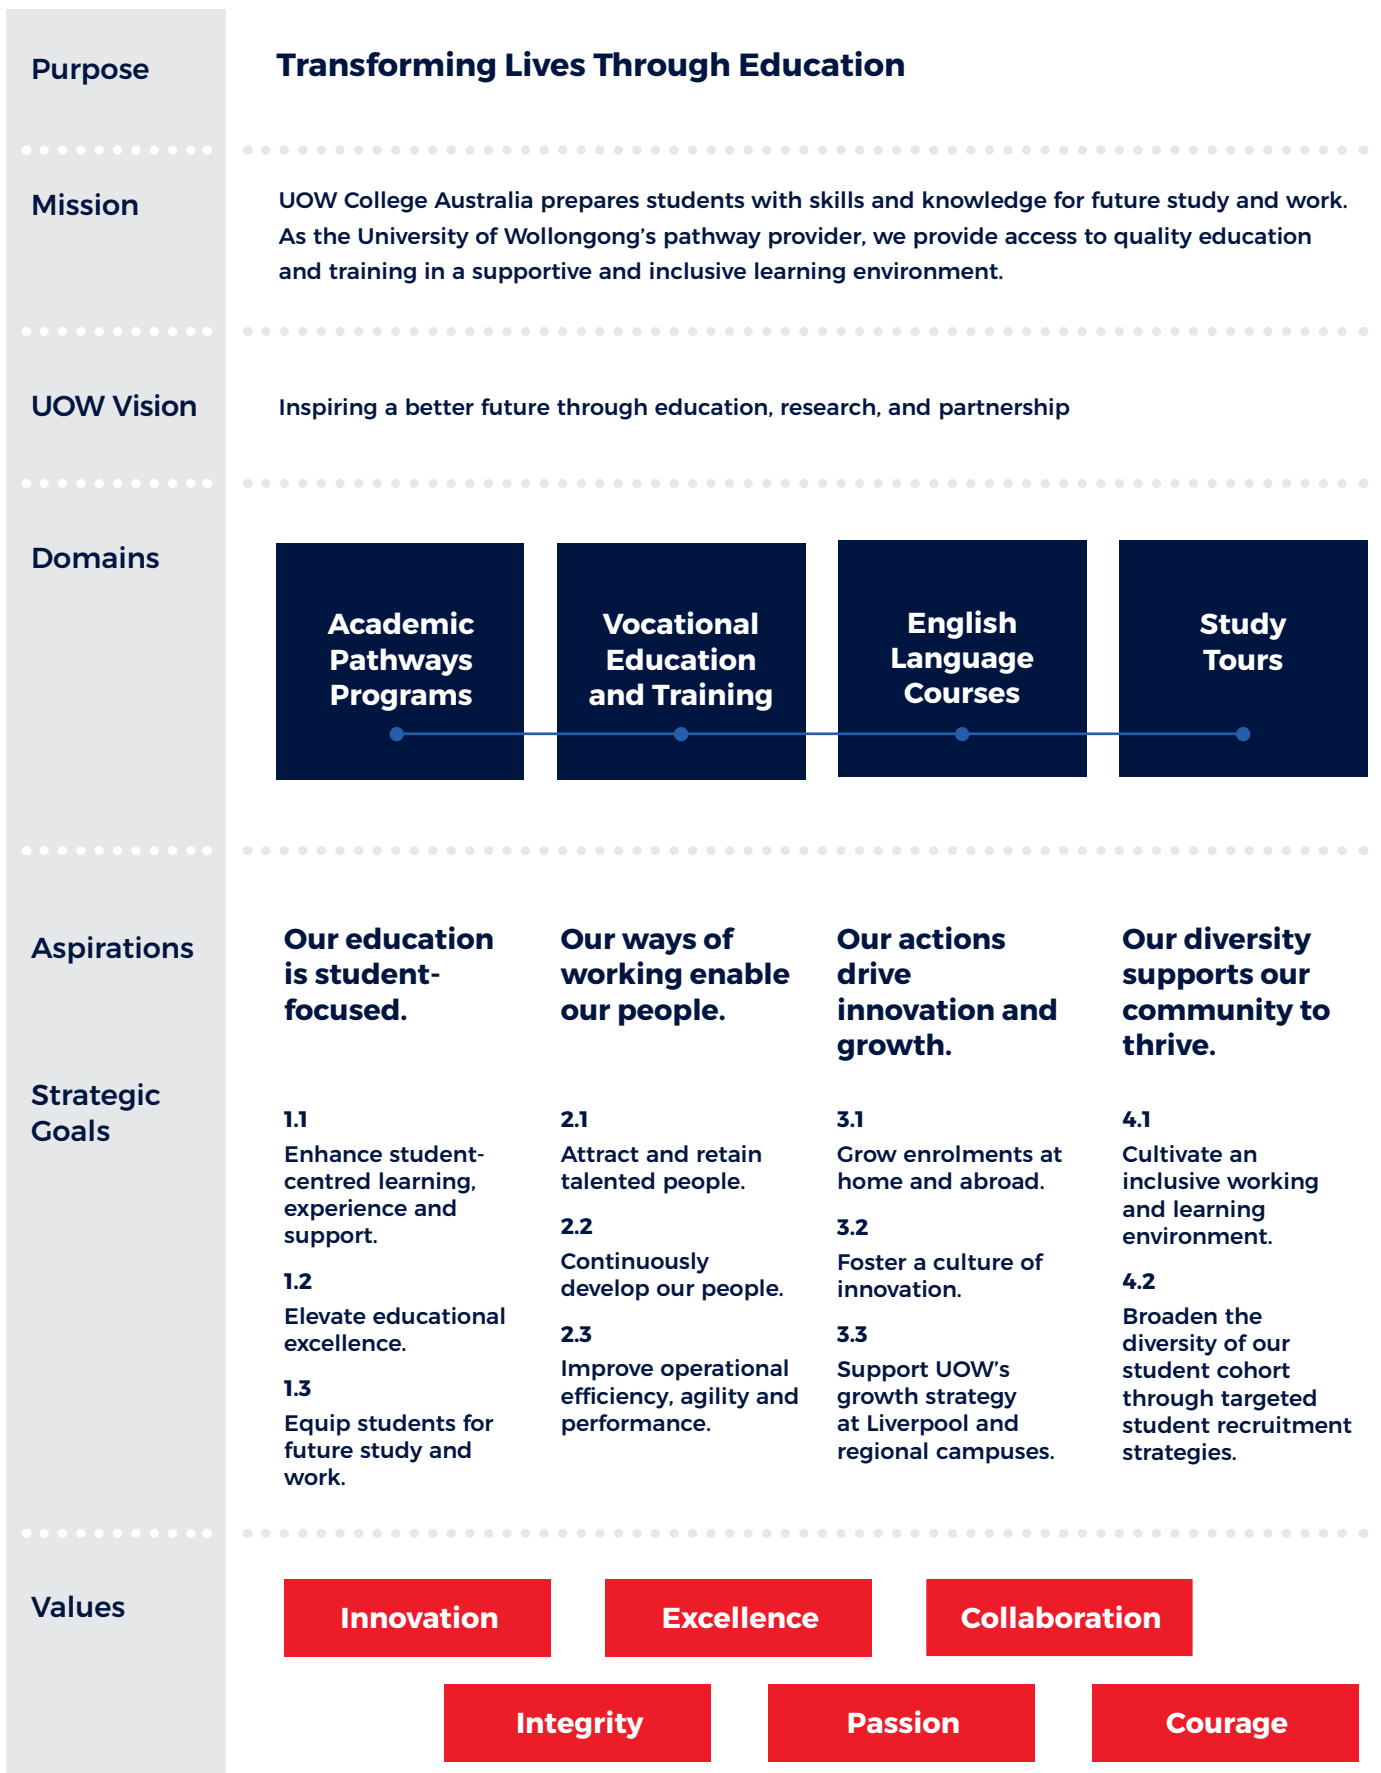 Purpose
Transforming Lives Through Education
Mission
UOW College Australia prepares students with skills and knowledge for future study and work.
As the University of Wollongong’s pathway provider, we provide access to quality education
and training in a supportive and inclusive learning environment.
UOW Vision
Inspiring a better future through education, research, and partnership
Domains
Academic
Pathways
Programs
Vocational
Education
and Training
English
Language
Courses
Study
Tours
Aspirations
Our education
is student-
focused.
Our ways of
working enable
our people.
Our actions
drive
innovation and
growth.
Our diversity
supports our
community to
thrive.
Strategic
Goals
1.1
Enhance student-
centred learning,
experience and
support.
1.2
Elevate educational
excellence.
1.3
Equip students for
future study and
work.
2.1
Attract and retain
talented people.
2.2
Continuously
develop our people.
2.3
Improve operational
efficiency, agility and
performance.
3.1
Grow enrolments at
home and abroad.
3.2
Foster a culture of
innovation.
3.3
Support UOW’s
growth strategy
at Liverpool and
regional campuses.
4.1
Cultivate an
inclusive working
and learning
environment.
4.2
Broaden the
diversity of our
student cohort
through targeted
student recruitment
strategies.
Values
Innovation
Excellence
Collaboration
Integrity
Passion
Courage